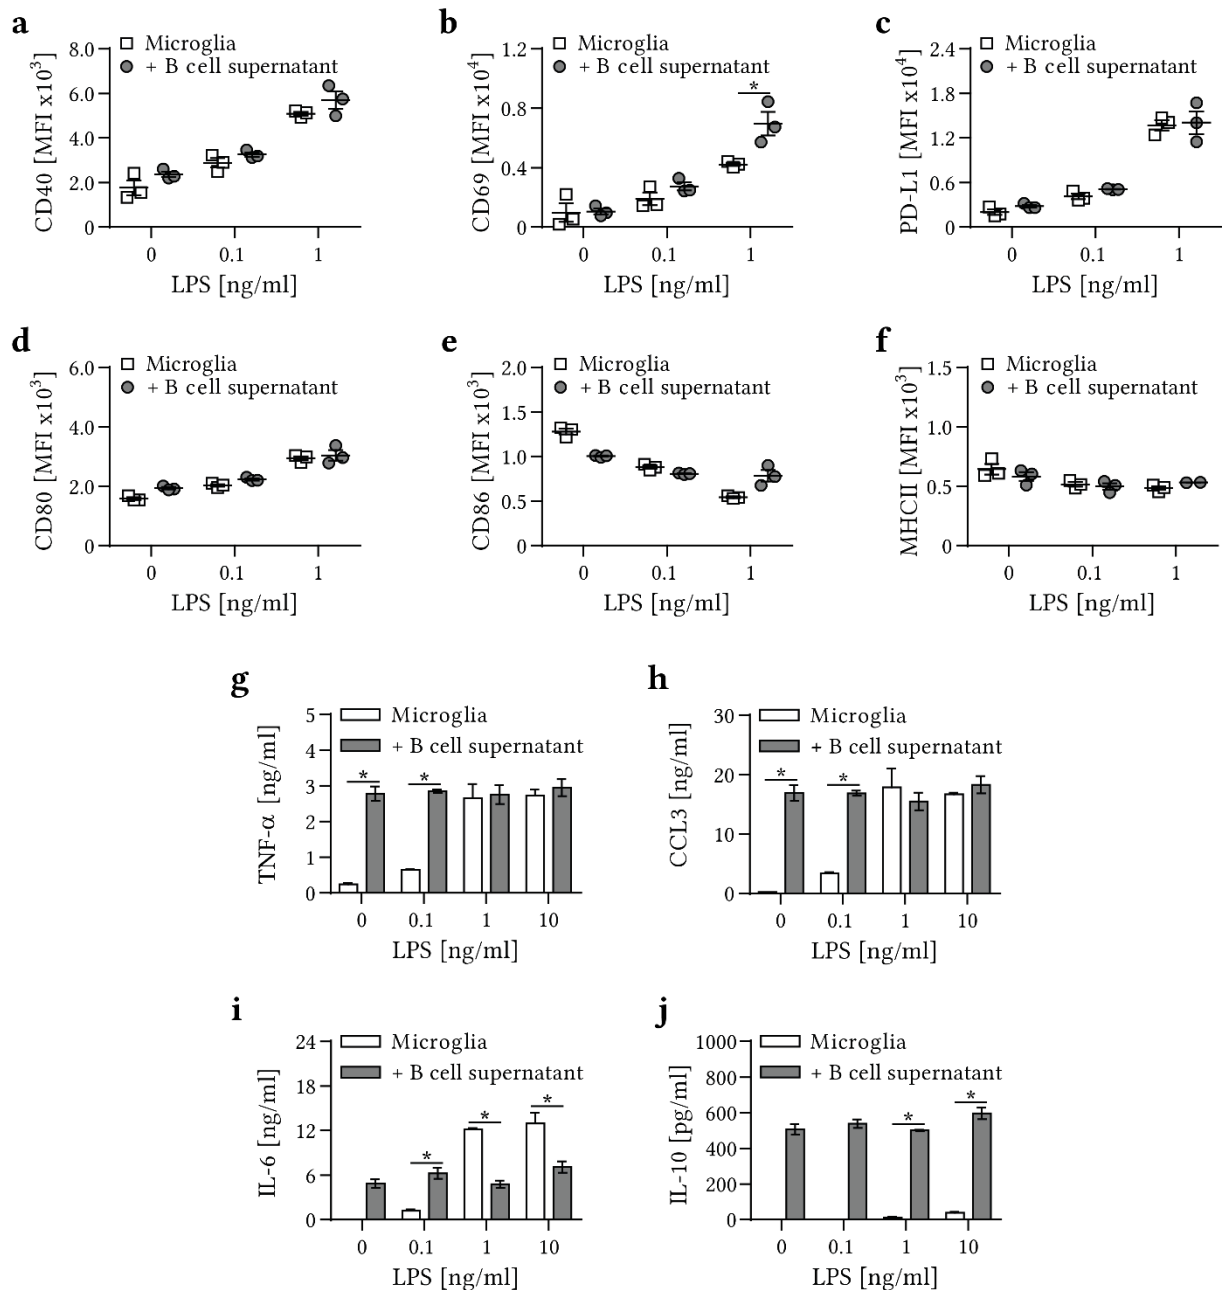 a
CD40 [MFI x10³]
8.0
6.0
4.0
2.0
0
Microglia
+ B cell supernatant
0
0.1
1
LPS [ng/ml]
b
CD69 [MFI x10⁴]
1.2
0.8
0.4
0
Microglia
+ B cell supernatant
*
0
0.1
1
LPS [ng/ml]
c
PD-L1 [MFI x10⁴]
2.4
1.8
1.2
0.6
0
Microglia
+ B cell supernatant
0
0.1
1
LPS [ng/ml]
d
CD80 [MFI x10³]
6.0
4.0
2.0
0
Microglia
+ B cell supernatant
0
0.1
1
LPS [ng/ml]
e
CD86 [MFI x10³]
2.0
1.5
1.0
0.5
0
Microglia
+ B cell supernatant
0
0.1
1
LPS [ng/ml]
f
MHCII [MFI x10³]
1.5
1.0
0.5
0
Microglia
+ B cell supernatant
0
0.1
1
LPS [ng/ml]
g
TNF-α [ng/ml]
5
4
3
2
1
0
Microglia
+ B cell supernatant
*
*
0
0.1
1
10
LPS [ng/ml]
h
CCL3 [ng/ml]
30
20
10
0
Microglia
+ B cell supernatant
*
*
0
0.1
1
10
LPS [ng/ml]
i
IL-6 [ng/ml]
24
18
12
6
0
Microglia
+ B cell supernatant
*
*
*
0
0.1
1
10
LPS [ng/ml]
j
IL-10 [pg/ml]
1000
800
600
400
200
0
Microglia
+ B cell supernatant
*
*
0
0.1
1
10
LPS [ng/ml]